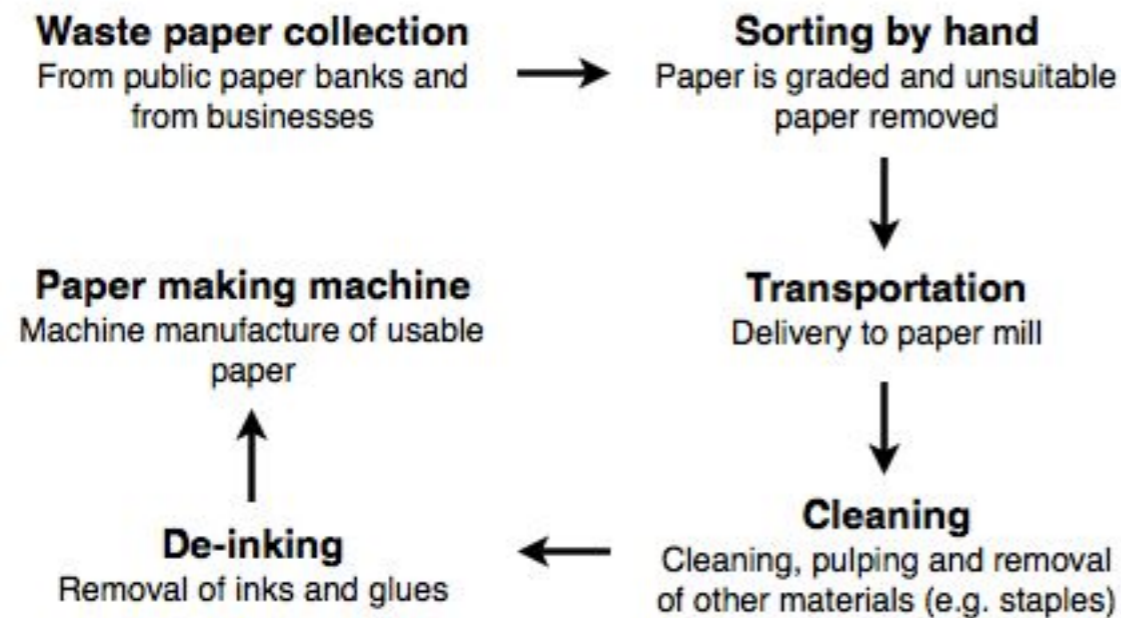 Waste paper collection
From public paper banks and
from businesses
Sorting by hand
Paper is graded and unsuitable
paper removed
Transportation
Delivery to paper mill
Cleaning
Cleaning, pulping and removal
of other materials (e.g. staples)
De-inking
Removal of inks and glues
Paper making machine
Machine manufacture of usable
paper